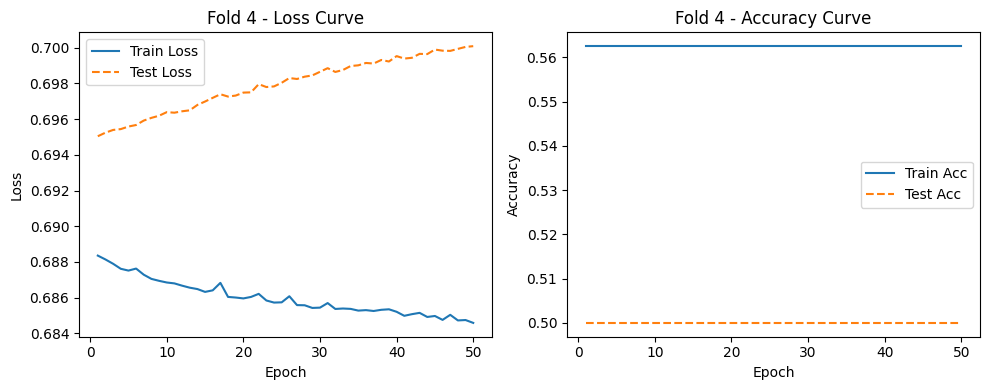 Fold 4 - Loss Curve
Train Loss
Test Loss
0.700
0.698
0.696
0.694
0.692
0.690
0.688
0.686
0.684
Loss
0
10
20
30
40
50
Epoch
Fold 4 - Accuracy Curve
Train Acc
Test Acc
0.56
0.55
0.54
0.53
0.52
0.51
0.50
Accuracy
0
10
20
30
40
50
Epoch